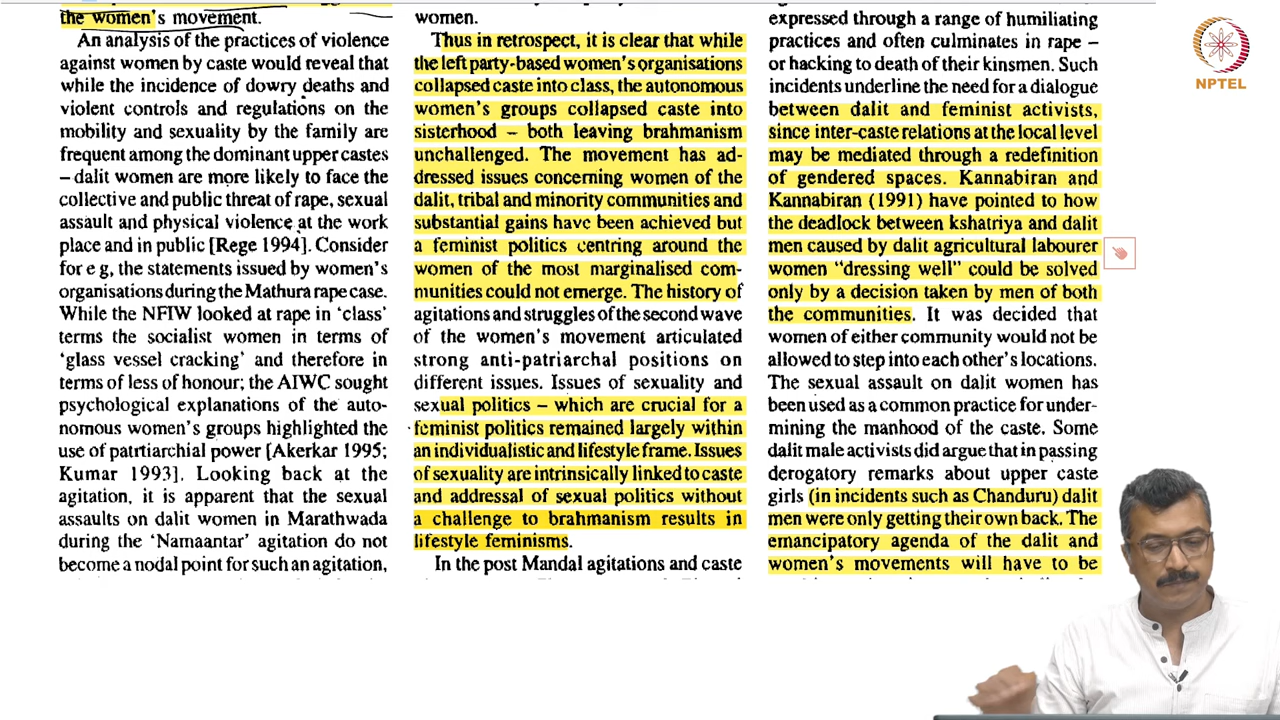 the women's movement.
An analysis of the practices of violence
against women by caste would reveal that
while the incidence of dowry deaths and
violent controls and regulations on the
mobility and sexuality by the family are
frequent among the dominant upper castes
– dalit women are more likely to face the
collective and public threat of rape, sexual
assault and physical violence at the work
place and in public [Rege 1994]. Consider
for e g, the statements issued by women's
organisations during the Mathura rape case.
While the NFIW looked at rape in 'class'
terms the socialist women in terms of
'glass vessel cracking' and therefore in
terms of less of honour; the AIWC sought
psychological explanations of the auto-
nomous women's groups highlighted the
use of patrtiarchial power [Akerkar 1995;
Kumar 1993]. Looking back at the
agitation, it is apparent that the sexual
assaults on dalit women in Marathwada
during the 'Namaantar' agitation do not
become a nodal point for such an agitation,
women.
Thus in retrospect, it is clear that while
the left party-based women's organisations
collapsed caste into class, the autonomous
women's groups collapsed caste into
sisterhood – both leaving brahmanism
unchallenged. The movement has ad-
dressed issues concerning women of the
dalit, tribal and minority communities and
substantial gains have been achieved but
a feminist politics centring around the
women of the most marginalised com-
munities could not emerge. The history of
agitations and struggles of the second wave
of the women's movement articulated
strong anti-patriarchal positions on
different issues. Issues of sexuality and
sexual politics – which are crucial for a
feminist politics remained largely within
an individualistic and lifestyle frame. Issues
of sexuality are intrinsically linked to caste
and addressal of sexual politics without
a challenge to brahmanism results in
lifestyle feminisms.
In the post Mandal agitations and caste
expressed through a range of humiliating
practices and often culminates in rape –
or hacking to death of their kinsmen. Such
incidents underline the need for a dialogue
between dalit and feminist activists,
since inter-caste relations at the local level
may be mediated through a redefinition
of gendered spaces. Kannabiran and
Kannabiran (1991) have pointed to how
the deadlock between kshatriya and dalit
men caused by dalit agricultural labourer
women "dressing well" could be solved
only by a decision taken by men of both
the communities. It was decided that
women of either community would not be
allowed to step into each other's locations.
The sexual assault on dalit women has
been used as a common practice for under-
mining the manhood of the caste. Some
dalit male activists did argue that in passing
derogatory remarks about upper caste
girls (in incidents such as Chanduru) dalit
men were only getting their own back. The
emancipatory agenda of the dalit and
women's movements will have to be
NPTEL